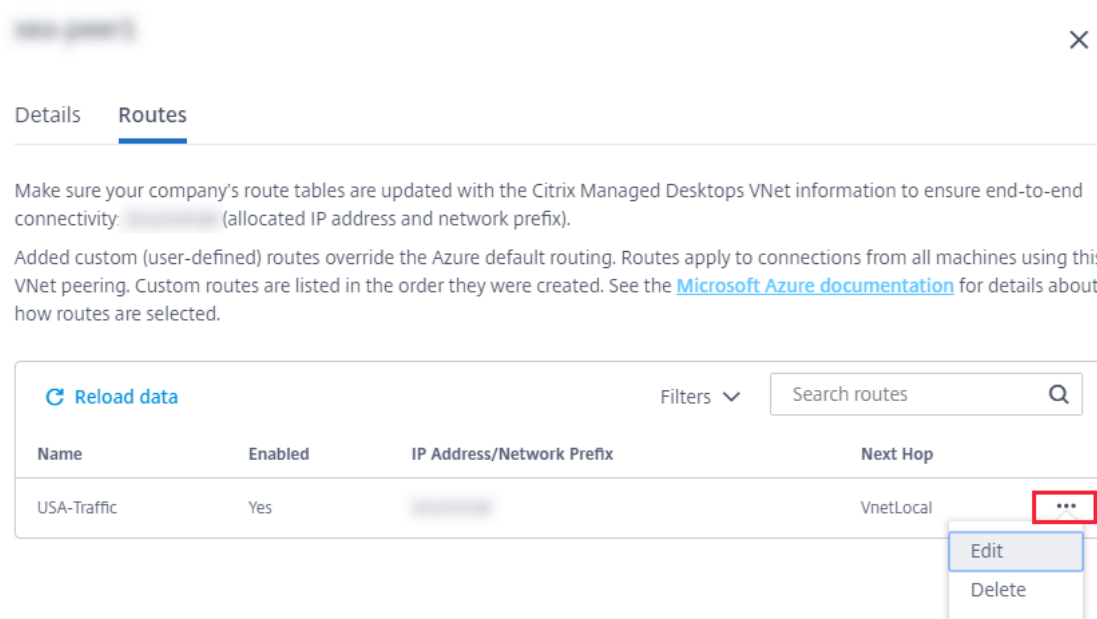 Details Routes
Make sure your company's route tables are updated with the Citrix Managed Desktops VNet information to ensure end-to-end
connectivity: (allocated IP address and network prefix).
Added custom (user-defined) routes override the Azure default routing. Routes apply to connections from all machines using this
VNet peering. Custom routes are listed in the order they were created. See the Microsoft Azure documentation for details about
how routes are selected.
Reload data Filters Search routes
Name Enabled IP Address/Network Prefix Next Hop
USA-Traffic Yes VnetLocal
Edit
Delete